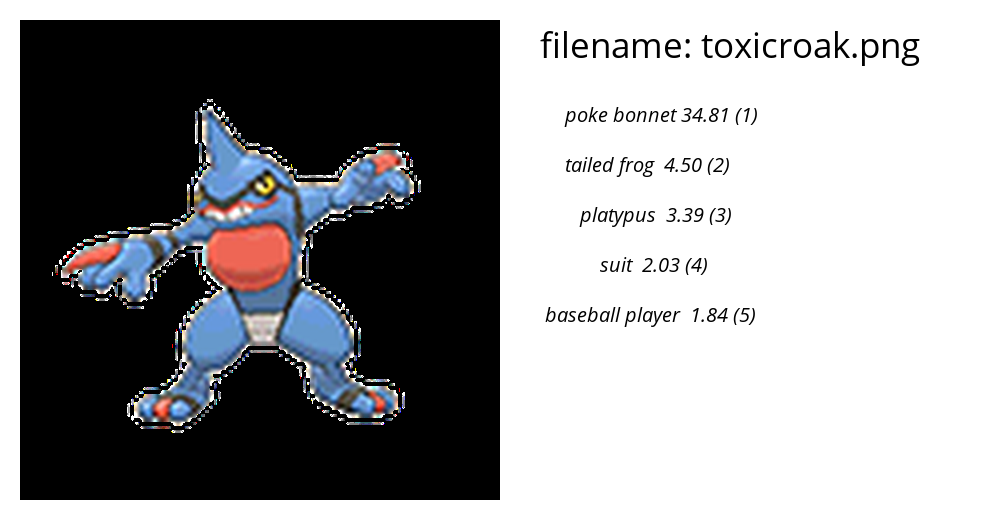 filename: toxicroak.png
poke bonnet 34.81 (1)
tailed frog 4.50 (2)
platypus 3.39 (3)
suit 2.03 (4)
baseball player 1.84 (5)